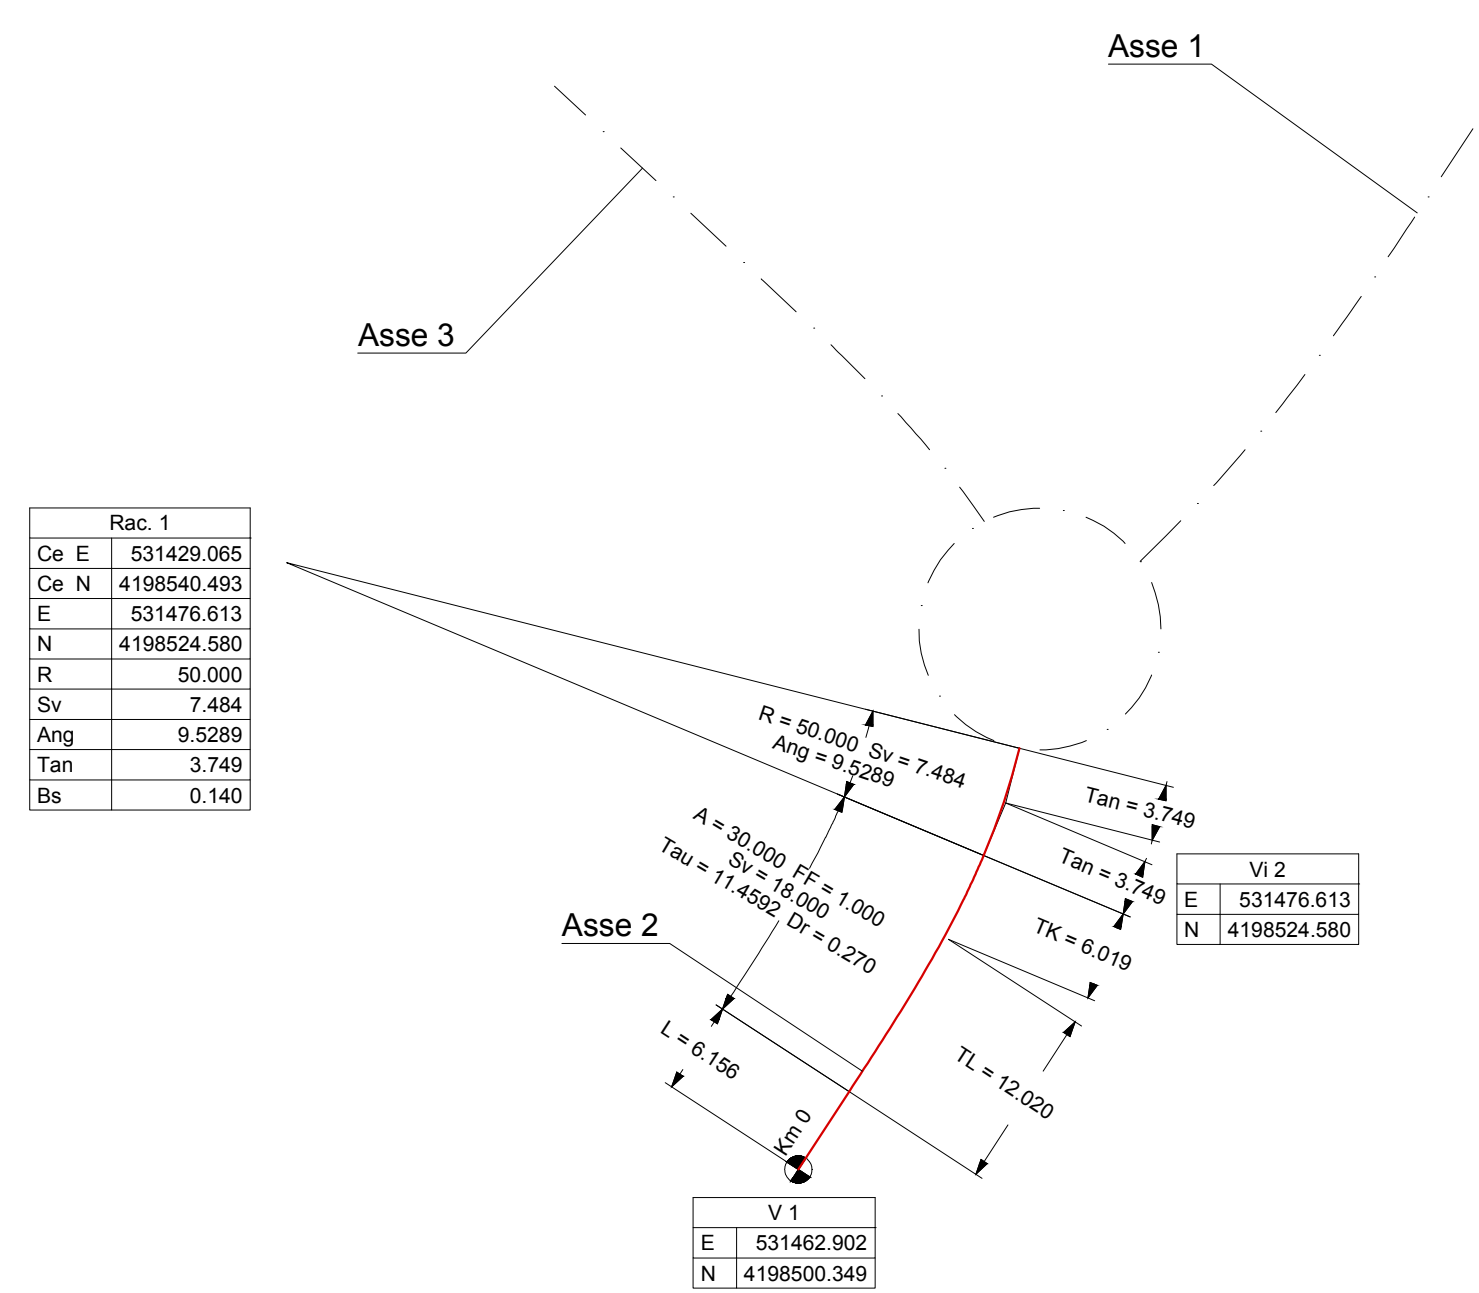 Asse 1
Asse 3
Rac. 1
Ce E 531429.065
Ce N 4198540.493
E 531476.613
N 4198524.580
R 50.000
Sv 7.484
Ang 9.5289
Tan 3.749
Bs 0.140
R = 50.000 Sv = 7.484
Ang = 9.5289
Tan = 3.749
A = 30.000 FF = 1.000
Sv = 18.000
Tau = 11.4592 Dr = 0.270
Tan = 3.749
Vi 2
E 531476.613
N 4198524.580
Asse 2
TK = 6.019
L = 6.156
TL = 12.020
Km 0
V 1
E 531462.902
N 4198500.349